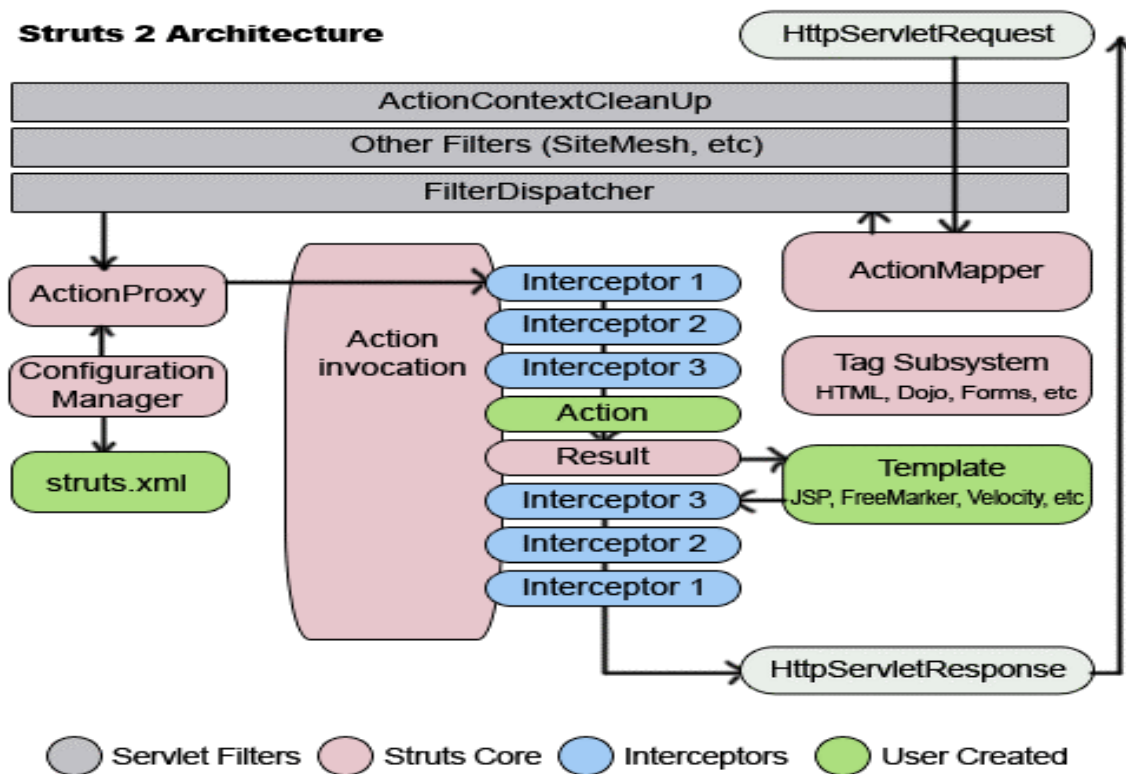 Struts 2 Architecture
HttpServletRequest
ActionContextCleanUp
Other Filters (SiteMesh, etc)
FilterDispatcher
ActionProxy
Configuration
Manager
struts.xml
Action
invocation
Interceptor 1
Interceptor 2
Interceptor 3
Action
Result
Interceptor 3
Interceptor 2
Interceptor 1
ActionMapper
Tag Subsystem
HTML, Dojo, Forms, etc
Template
JSP, FreeMarker, Velocity, etc
HttpServletResponse
Servlet Filters
Struts Core
Interceptors
User Created